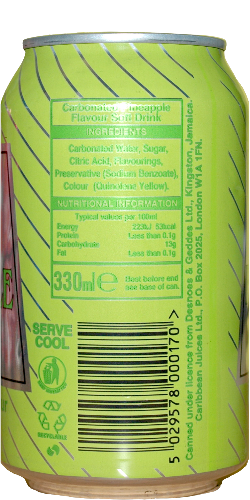 Carbonated Pineapple
Flavour Soft Drink
INGREDIENTS
Carbonated Water, Sugar,
Citric Acid, Flavourings,
Preservative (Sodium Benzoate),
Colour (Quinoline Yellow).
NUTRITIONAL INFORMATION
Typical values per 100ml
Energy 223kJ 53kcal
Protein Less than 0.1g
Carbohydrate 13g
Fat Less than 0.1g
330ml e
Best before end
see base of can.
SERVE
COOL
RECYCLABLE
5 029578 000170 >
Canned under licence from Desnoes & Geddes Ltd., Kingston, Jamaica.
Caribbean Juices Ltd., P.O. Box 2025, London W1A 1FN.
E